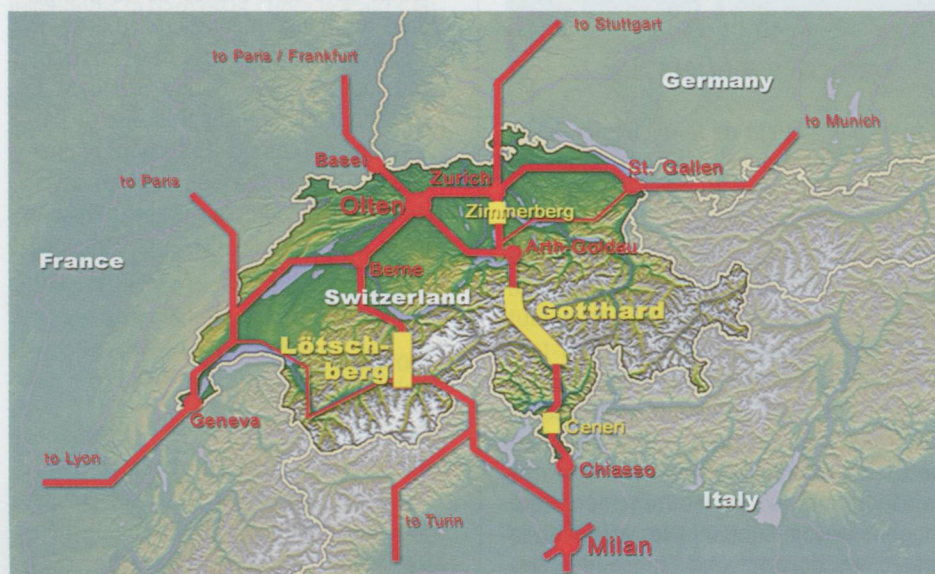 to Stuttgart
to Paris / Frankfurt
Germany
to Munich
Basel
Zurich
St. Gallen
to Paris
Olten
Zimmerberg
Arth-Goldau
France
Berne
Switzerland
Gotthard
Lötsch-
berg
Geneva
Ceneri
to Lyon
Chiasso
Italy
to Turin
Milan